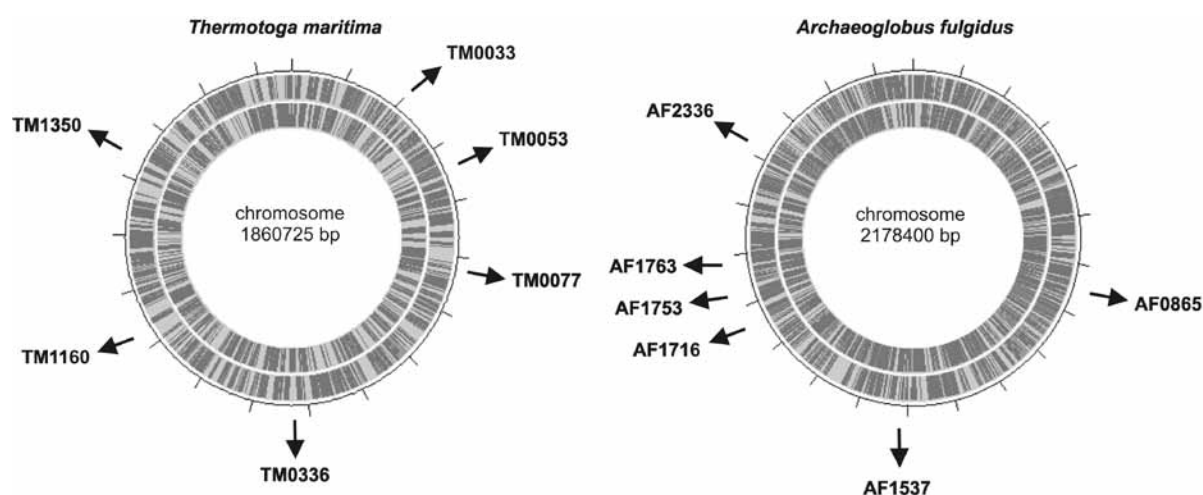 Thermotoga maritima
TM0033
TM0053
TM0077
TM0336
TM1160
TM1350
chromosome
1860725 bp
Archaeoglobus fulgidus
AF2336
AF1763
AF1753
AF1716
AF1537
AF0865
chromosome
2178400 bp